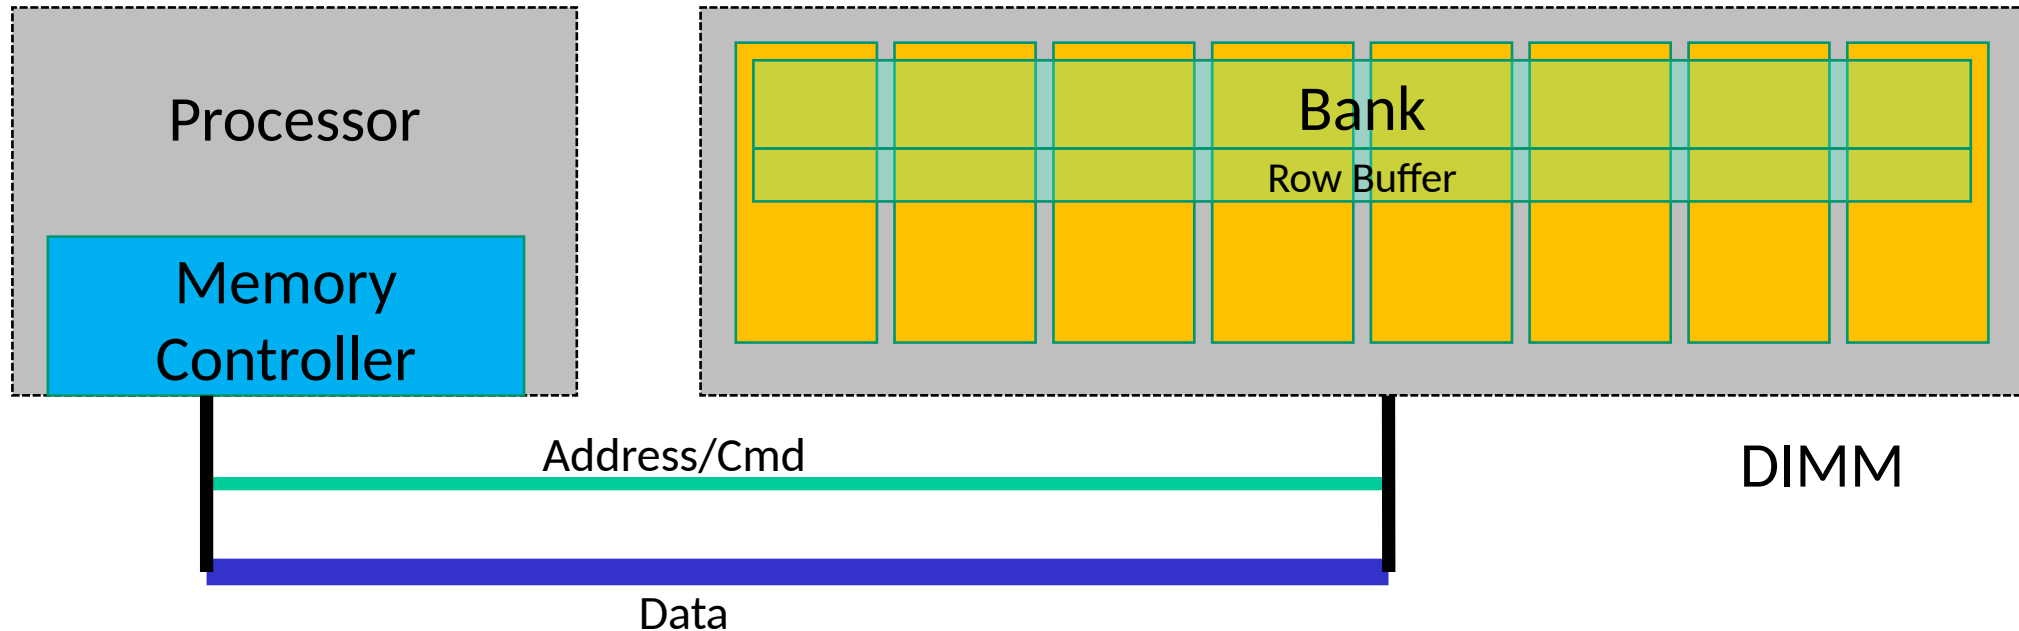 Processor
Memory
Controller
Bank
Row Buffer
Address/Cmd
Data
DIMM